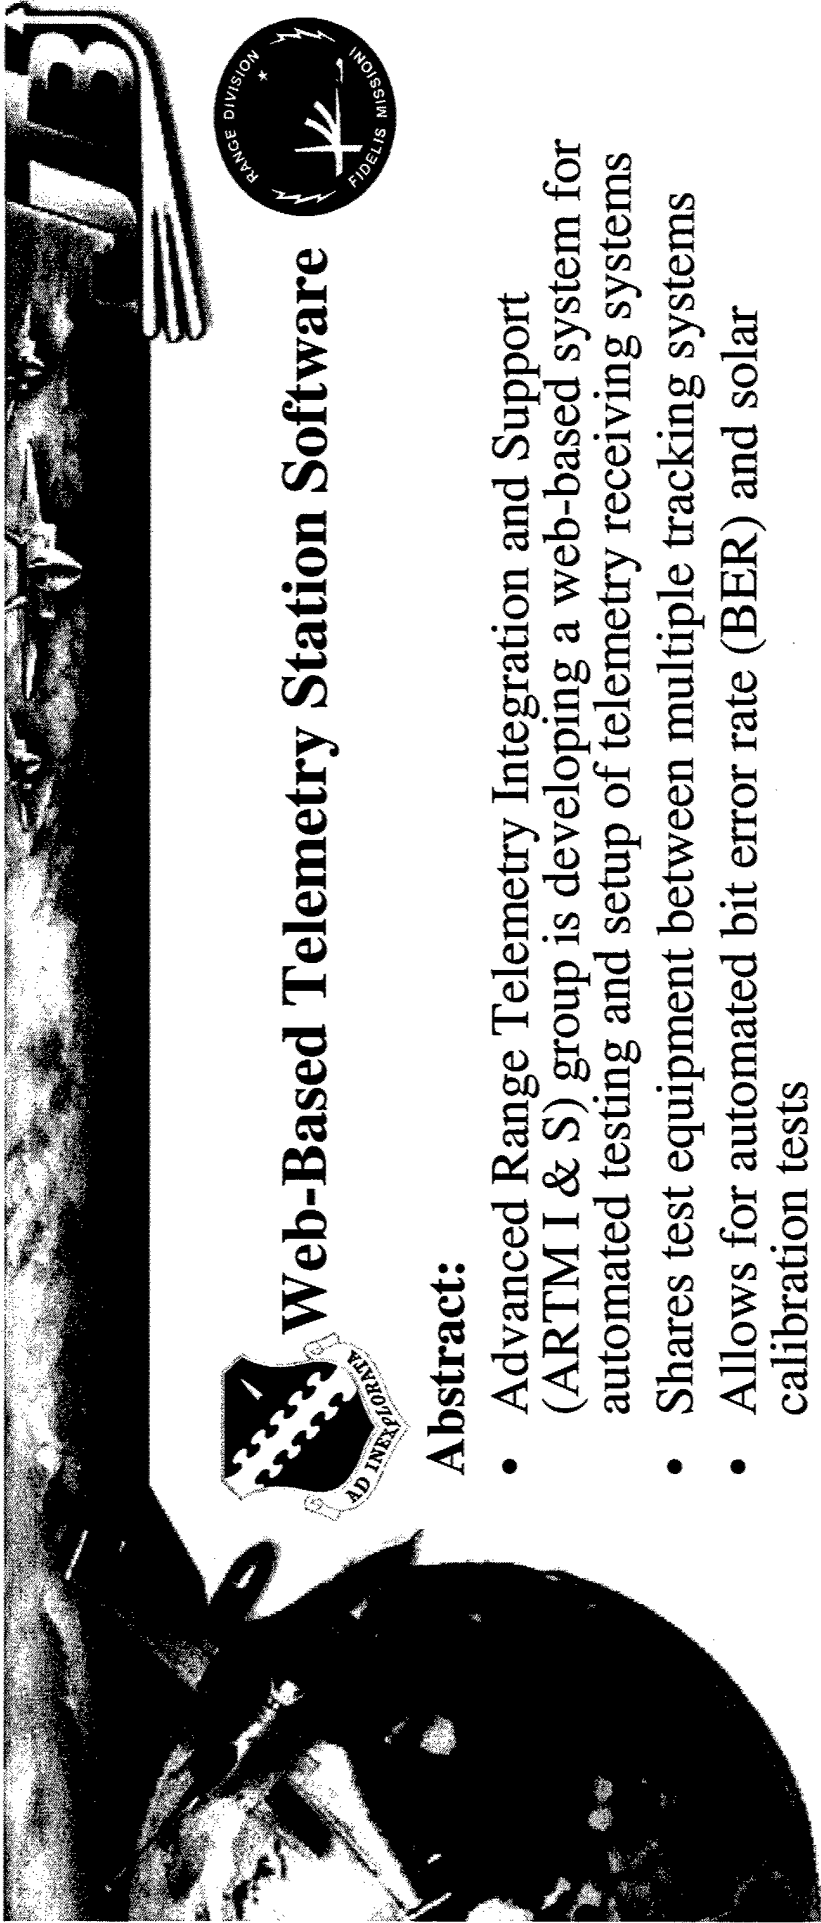 RANGE DIVISION
FIDELIS MISSIONI
AD INEXPLORATA
Web-Based Telemetry Station Software
Abstract:
• Advanced Range Telemetry Integration and Support
(ARTM I & S) group is developing a web-based system for
automated testing and setup of telemetry receiving systems
• Shares test equipment between multiple tracking systems
• Allows for automated bit error rate (BER) and solar
calibration tests